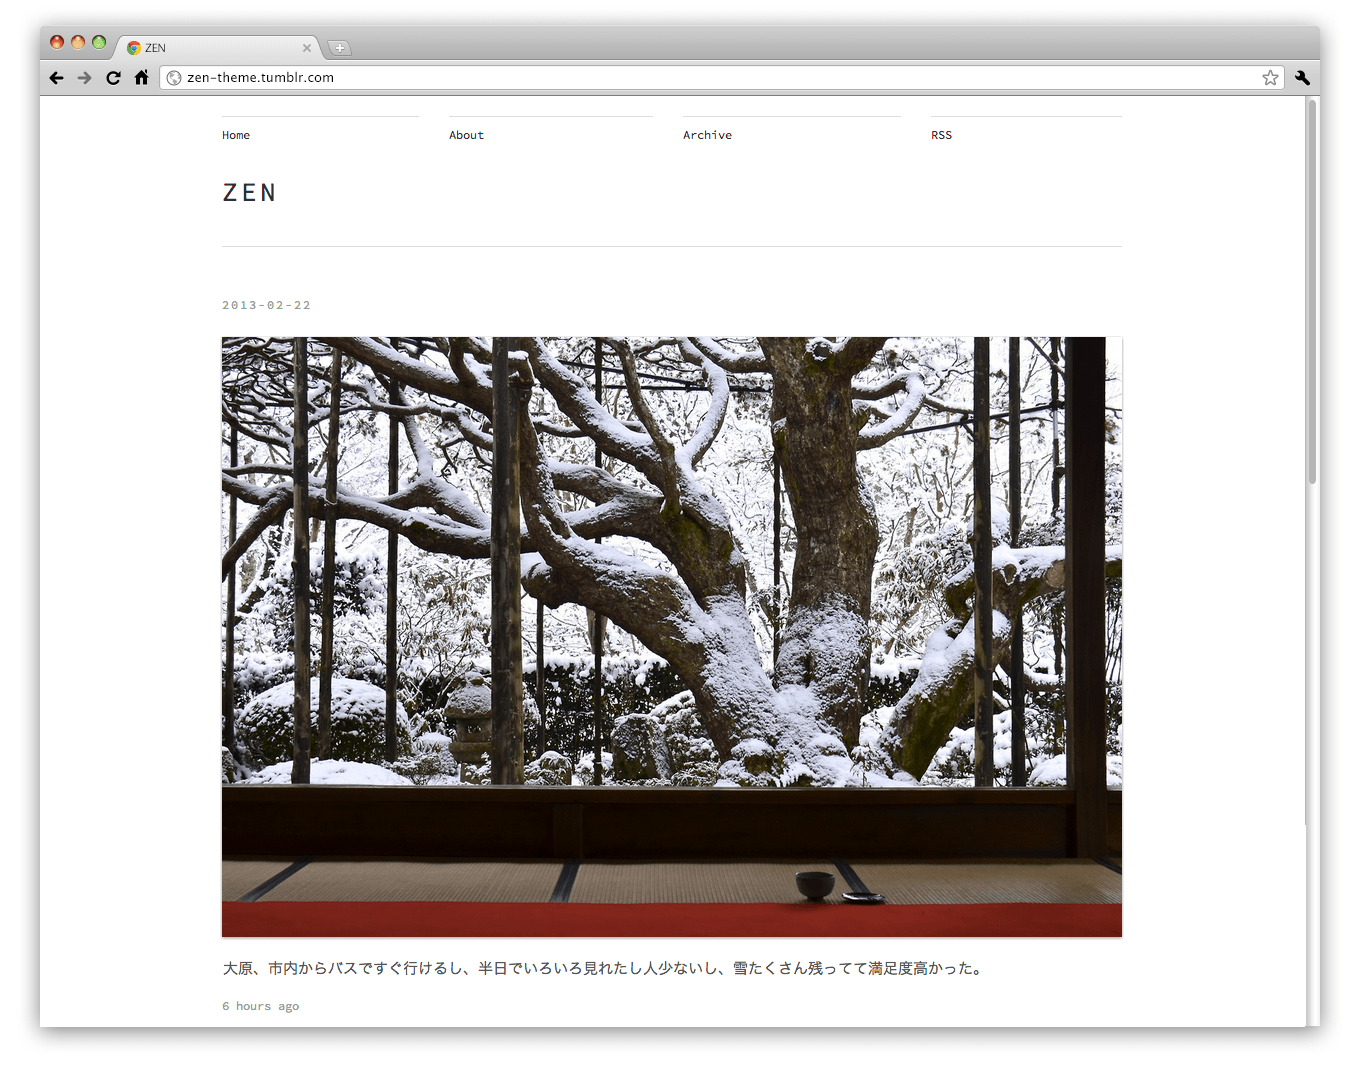 ZEN
zen-theme.tumblr.com
Home
About
Archive
RSS
ZEN
2013-02-22
大原、市内からバスですぐ行けるし、半日でいろいろ見れたし人少ないし、雪たくさん残ってて満足度高かった。
6 hours ago